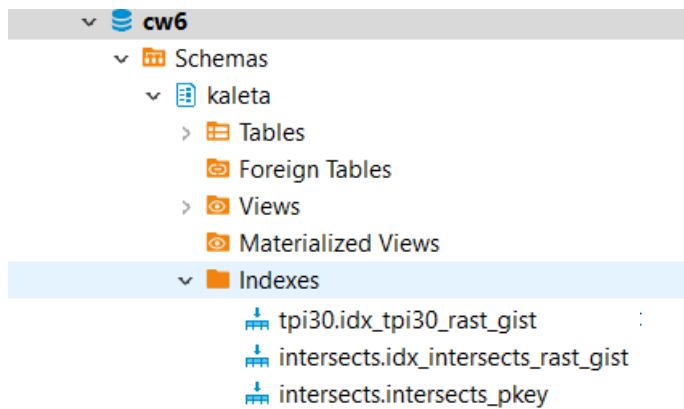 cw6
Schemas
kaleta
Tables
Foreign Tables
Views
Materialized Views
Indexes
tpi30.idx_tpi30_rast_gist
intersects.idx_intersects_rast_gist
intersects.intersects_pkey